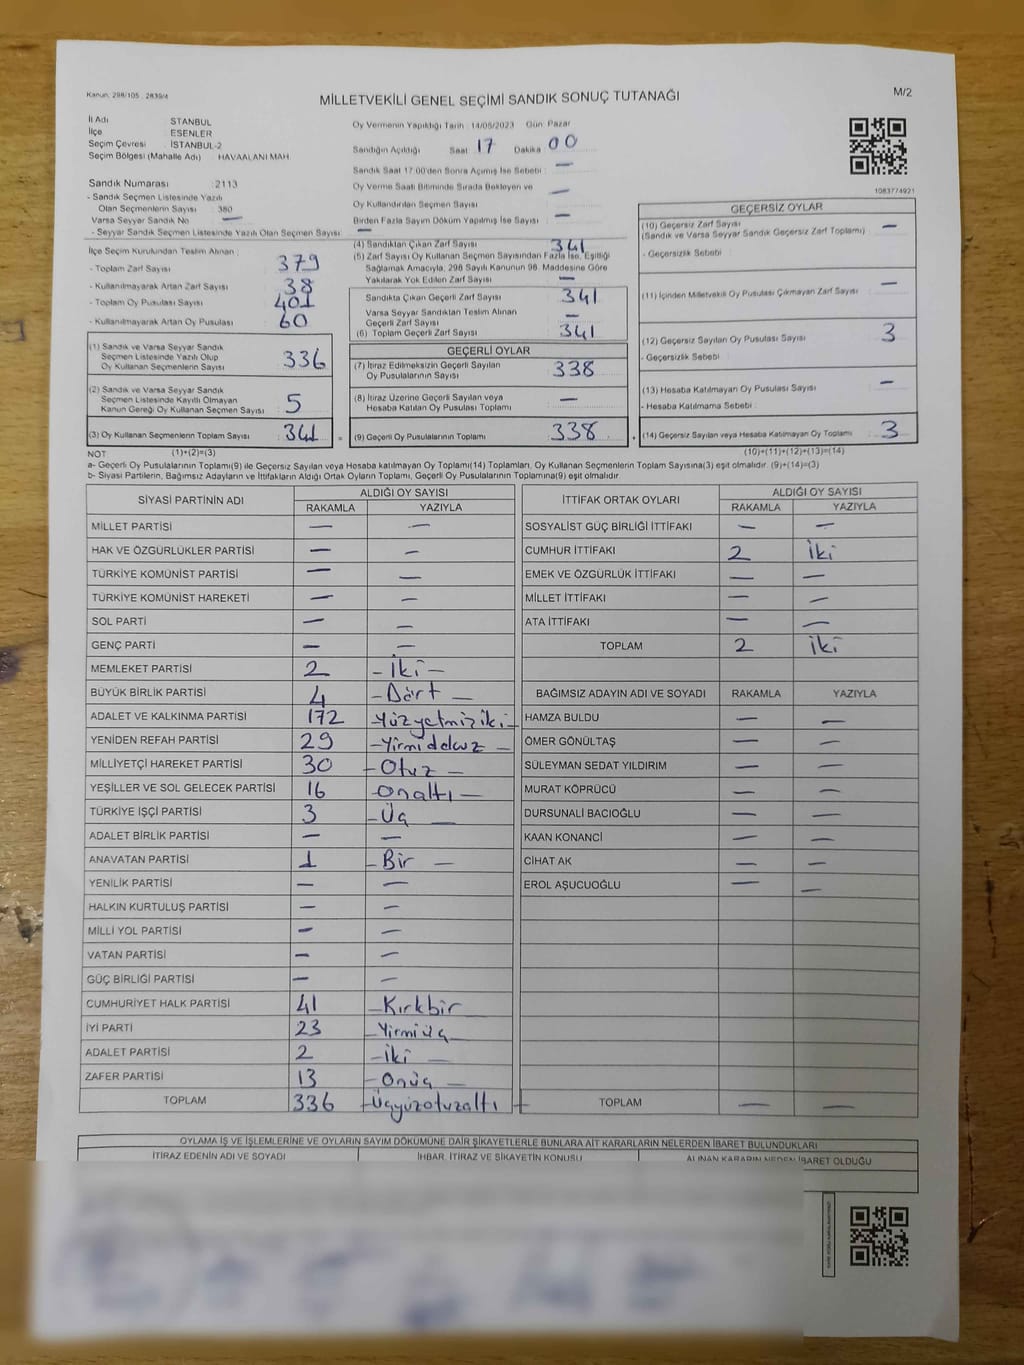 Kanun: 298/105 . 2839/4
MİLLETVEKİLİ GENEL SEÇİMİ SANDIK SONUÇ TUTANAĞI
M/2
İl Adı STANBUL
İlçe ESENLER
Seçim Çevresi : İSTANBUL-2
Seçim Bölgesi (Mahalle Adı) : HAVAALANI MAH.
Oy Vermenin Yapıldığı Tarih : 14/05/2023 Gün: Pazar
Sandığın Açıldığı Saat 17 Dakika 00
Sandık Saat 17:00'den Sonra Açılmış İse Sebebi : —
Oy Verme Saati Bitiminde Sırada Bekleyen ve
Oy Kullandırılan Seçmen Sayısı —
Birden Fazla Sayım Döküm Yapılmış İse Sayısı : —
1083774921
Sandık Numarası : 2113
- Sandık Seçmen Listesinde Yazılı
Olan Seçmenlerin Sayısı : 380
Varsa Seyyar Sandık No —
- Seyyar Sandık Seçmen Listesinde Yazılı Olan Seçmen Sayısı : —
İlçe Seçim Kurulundan Teslim Alınan :
- Toplam Zarf Sayısı 379
- Kullanılmayarak Artan Zarf Sayısı 38
- Toplam Oy Pusulası Sayısı 401
- Kullanılmayarak Artan Oy Pusulası 60
(1) Sandık ve Varsa Seyyar Sandık
Seçmen Listesinde Yazılı Olup
Oy Kullanan Seçmenlerin Sayısı 336
(2) Sandık ve Varsa Seyyar Sandık
Seçmen Listesinde Kayıtlı Olmayan
Kanun Gereği Oy Kullanan Seçmen Sayısı 5
(3) Oy Kullanan Seçmenlerin Toplam Sayısı 341
(4) Sandıktan Çıkan Zarf Sayısı 341
(5) Zarf Sayısı Oy Kullanan Seçmen Sayısından Fazla İse, Eşitliği
Sağlamak Amacıyla; 298 Sayılı Kanunun 98. Maddesine Göre
Yakılarak Yok Edilen Zarf Sayısı —
Sandıkta Çıkan Geçerli Zarf Sayısı 341
Varsa Seyyar Sandıktan Teslim Alınan
Geçerli Zarf Sayısı —
(6) Toplam Geçerli Zarf Sayısı 341
GEÇERLİ OYLAR
(7) İtiraz Edilmeksizin Geçerli Sayılan
Oy Pusulalarının Sayısı 338
(8) İtiraz Üzerine Geçerli Sayılan veya
Hesaba Katılan Oy Pusulası Toplamı —
= (9) Geçerli Oy Pusulalarının Toplamı 338
GEÇERSİZ OYLAR
(10) Geçersiz Zarf Sayısı
(Sandık ve Varsa Seyyar Sandık Geçersiz Zarf Toplamı) —
- Geçersizlik Sebebi
(11) İçinden Milletvekili Oy Pusulası Çıkmayan Zarf Sayısı —
(12) Geçersiz Sayılan Oy Pusulası Sayısı 3
- Geçersizlik Sebebi
(13) Hesaba Katılmayan Oy Pusulası Sayısı —
- Hesaba Katılmama Sebebi :
+ (14) Geçersiz Sayılan veya Hesaba Katılmayan Oy Toplamı 3
NOT: (1)+(2)=(3) (10)+(11)+(12)+(13)=(14)
a- Geçerli Oy Pusulalarının Toplamı(9) ile Geçersiz Sayılan veya Hesaba katılmayan Oy Toplamı(14) Toplamları, Oy Kullanan Seçmenlerin Toplam Sayısına(3) eşit olmalıdır. (9)+(14)=(3)
b- Siyasi Partilerin, Bağımsız Adayların ve İttifakların Aldığı Ortak Oyların Toplamı, Geçerli Oy Pusulalarının Toplamına(9) eşit olmalıdır
SİYASİ PARTİNİN ADI ALDIĞI OY SAYISI
RAKAMLA YAZIYLA
MİLLET PARTİSİ — —
HAK VE ÖZGÜRLÜKLER PARTİSİ — —
TÜRKİYE KOMÜNİST PARTİSİ — —
TÜRKİYE KOMÜNİST HAREKETİ — —
SOL PARTİ — —
GENÇ PARTİ — —
MEMLEKET PARTİSİ 2 – İki –
BÜYÜK BİRLİK PARTİSİ 4 – Dört –
ADALET VE KALKINMA PARTİSİ 172 Yüzyetmişiki –
YENİDEN REFAH PARTİSİ 29 – Yirmidokuz –
MİLLİYETÇİ HAREKET PARTİSİ 30 – Otuz –
YEŞİLLER VE SOL GELECEK PARTİSİ 16 – Onaltı –
TÜRKİYE İŞÇİ PARTİSİ 3 – Üç –
ADALET BİRLİK PARTİSİ — —
ANAVATAN PARTİSİ 1 – Bir –
YENİLİK PARTİSİ — —
HALKIN KURTULUŞ PARTİSİ — —
MİLLİ YOL PARTİSİ — —
VATAN PARTİSİ — —
GÜÇ BİRLİĞİ PARTİSİ — —
CUMHURİYET HALK PARTİSİ 41 – Kırkbir –
İYİ PARTİ 23 – Yirmiüç –
ADALET PARTİSİ 2 – İki –
ZAFER PARTİSİ 13 – Onüç –
TOPLAM 336 – Üçyüzotuzaltı –
İTTİFAK ORTAK OYLARI ALDIĞI OY SAYISI
RAKAMLA YAZIYLA
SOSYALİST GÜÇ BİRLİĞİ İTTİFAKI — —
CUMHUR İTTİFAKI 2 İki
EMEK VE ÖZGÜRLÜK İTTİFAKI — —
MİLLET İTTİFAKI — —
ATA İTTİFAKI — —
TOPLAM 2 İki
BAĞIMSIZ ADAYIN ADI VE SOYADI RAKAMLA YAZIYLA
HAMZA BULDU — —
ÖMER GÖNÜLTAŞ — —
SÜLEYMAN SEDAT YILDIRIM — —
MURAT KÖPRÜCÜ — —
DURSUNALİ BACIOĞLU — —
KAAN KONANCİ — —
CİHAT AK — —
EROL AŞUCUOĞLU — —
TOPLAM — —
OYLAMA İŞ VE İŞLEMLERİNE VE OYLARIN SAYIM DÖKÜMÜNE DAİR ŞİKAYETLERLE BUNLARA AİT KARARLARIN NELERDEN İBARET BULUNDUKLARI
İTİRAZ EDENİN ADI VE SOYADI İHBAR, İTİRAZ VE ŞİKAYETİN KONUSU ALINAN KARARIN NEDEN İBARET OLDUĞU